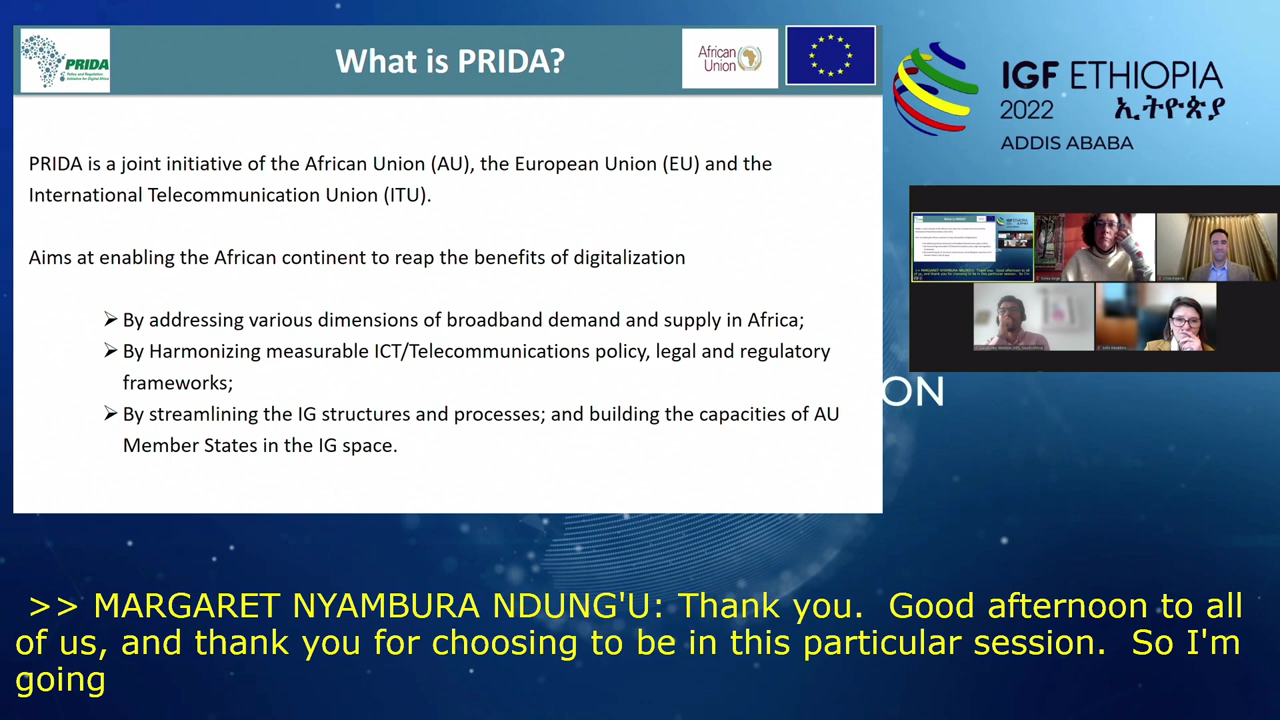 PRIDA
Policy and Regulation
Initiative for Digital Africa
What is PRIDA?
African
Union
PRIDA is a joint initiative of the African Union (AU), the European Union (EU) and the
International Telecommunication Union (ITU).
Aims at enabling the African continent to reap the benefits of digitalization
By addressing various dimensions of broadband demand and supply in Africa;
By Harmonizing measurable ICT/Telecommunications policy, legal and regulatory
frameworks;
By streamlining the IG structures and processes; and building the capacities of AU
Member States in the IG space.
IGF ETHIOPIA
2022 ኢትዮጵያ
ADDIS ABABA
ON
>> MARGARET NYAMBURA NDUNG'U: Thank you. Good afternoon to all
of us, and thank you for choosing to be in this particular session. So I'm
going